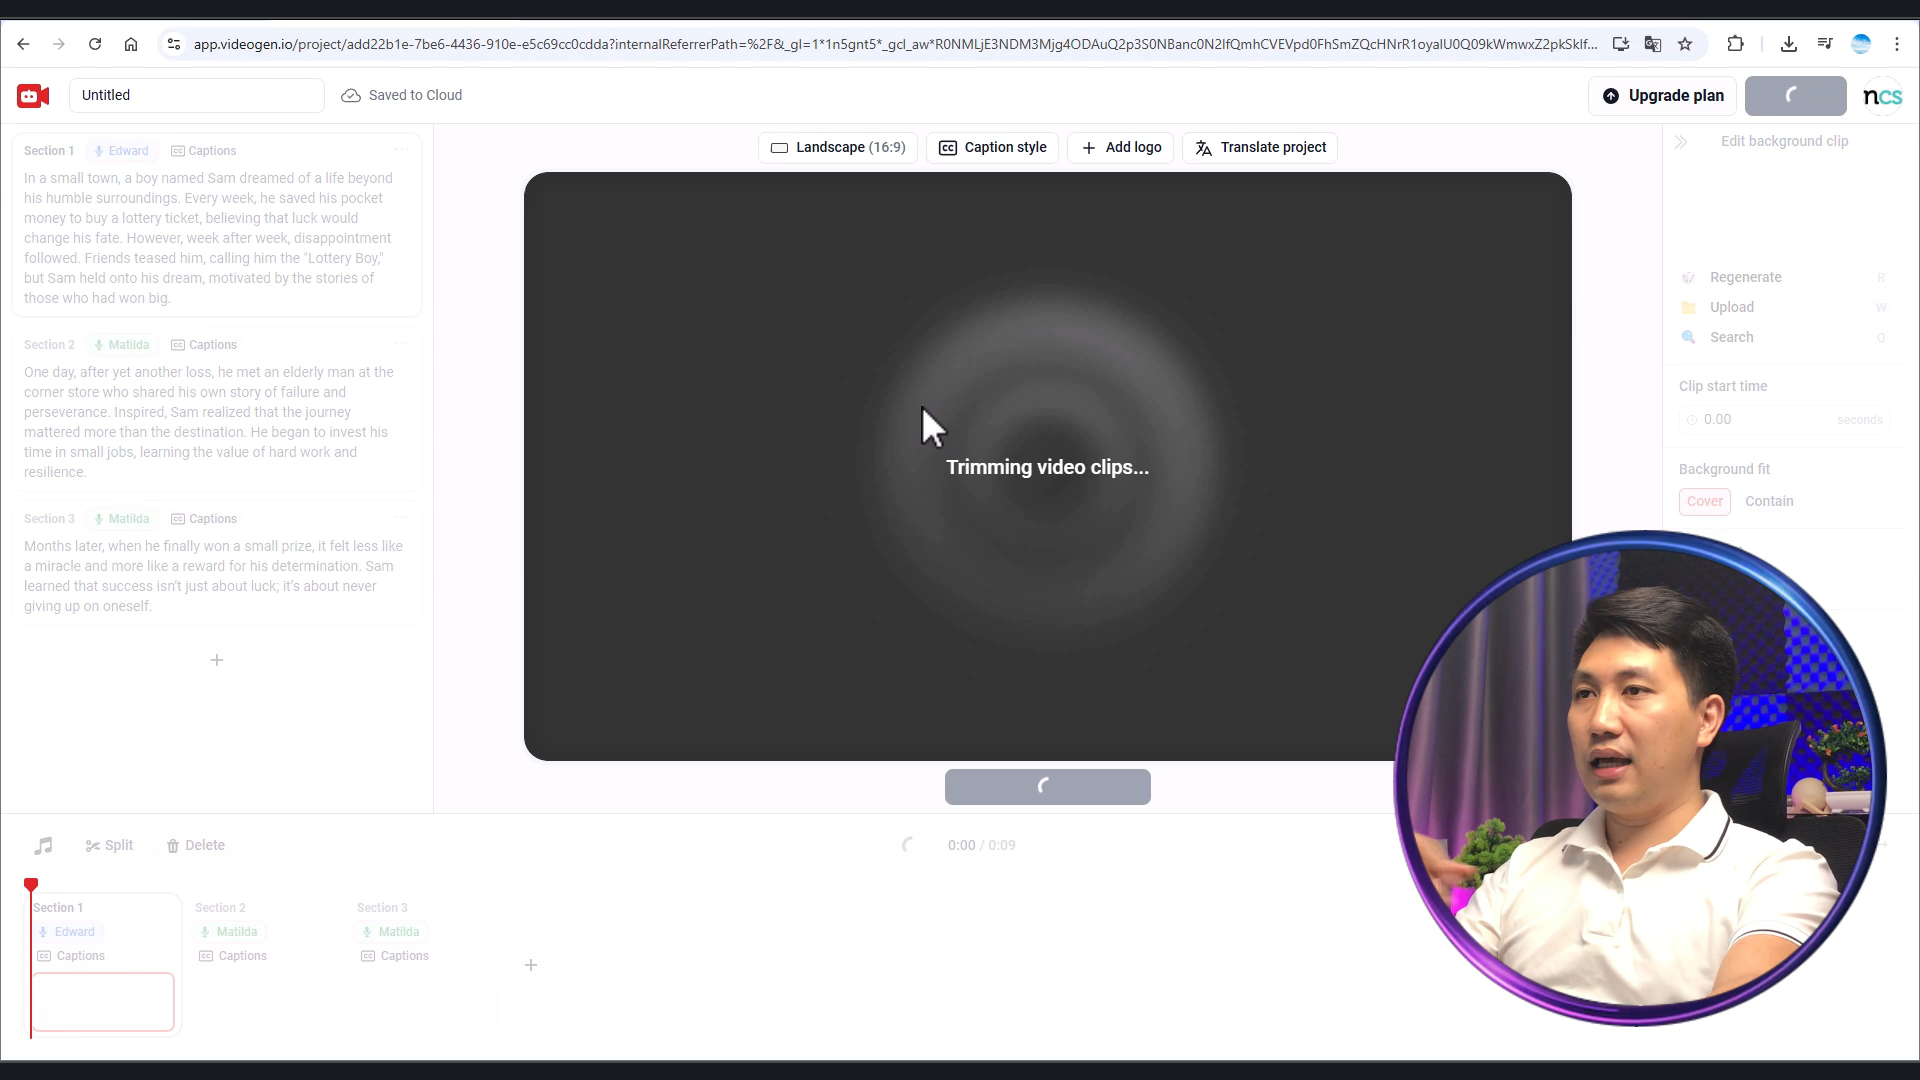 app.videogen.io/project/add22b1e-7be6-4436-910e-e5c69cc0cdda?internalReferrerPath=%2F&_gl=1*1n5gnt5*_gcl_aw*R0NMLjE3NDM3Mjg4ODAuQ2p3S0NBanc0N2lfQmhCVEVpd0FhSmZQcHNrR1oyalU0Q09kWmwxZ2pkSklf...
Untitled
Saved to Cloud
Upgrade plan
ncs
Section 1
Edward
Captions
In a small town, a boy named Sam dreamed of a life beyond
his humble surroundings. Every week, he saved his pocket
money to buy a lottery ticket, believing that luck would
change his fate. However, week after week, disappointment
followed. Friends teased him, calling him the "Lottery Boy,"
but Sam held onto his dream, motivated by the stories of
those who had won big.
Section 2
Matilda
Captions
One day, after yet another loss, he met an elderly man at the
corner store who shared his own story of failure and
perseverance. Inspired, Sam realized that the journey
mattered more than the destination. He began to invest his
time in small jobs, learning the value of hard work and
resilience.
Section 3
Matilda
Captions
Months later, when he finally won a small prize, it felt less like
a miracle and more like a reward for his determination. Sam
learned that success isn't just about luck; it's about never
giving up on oneself.
Landscape (16:9)
Caption style
Add logo
Translate project
Trimming video clips...
Edit background clip
Regenerate R
Upload W
Search Q
Clip start time
0.00 seconds
Background fit
Cover Contain
Split
Delete
0:00 / 0:09
Section 1
Edward
Captions
Section 2
Matilda
Captions
Section 3
Matilda
Captions